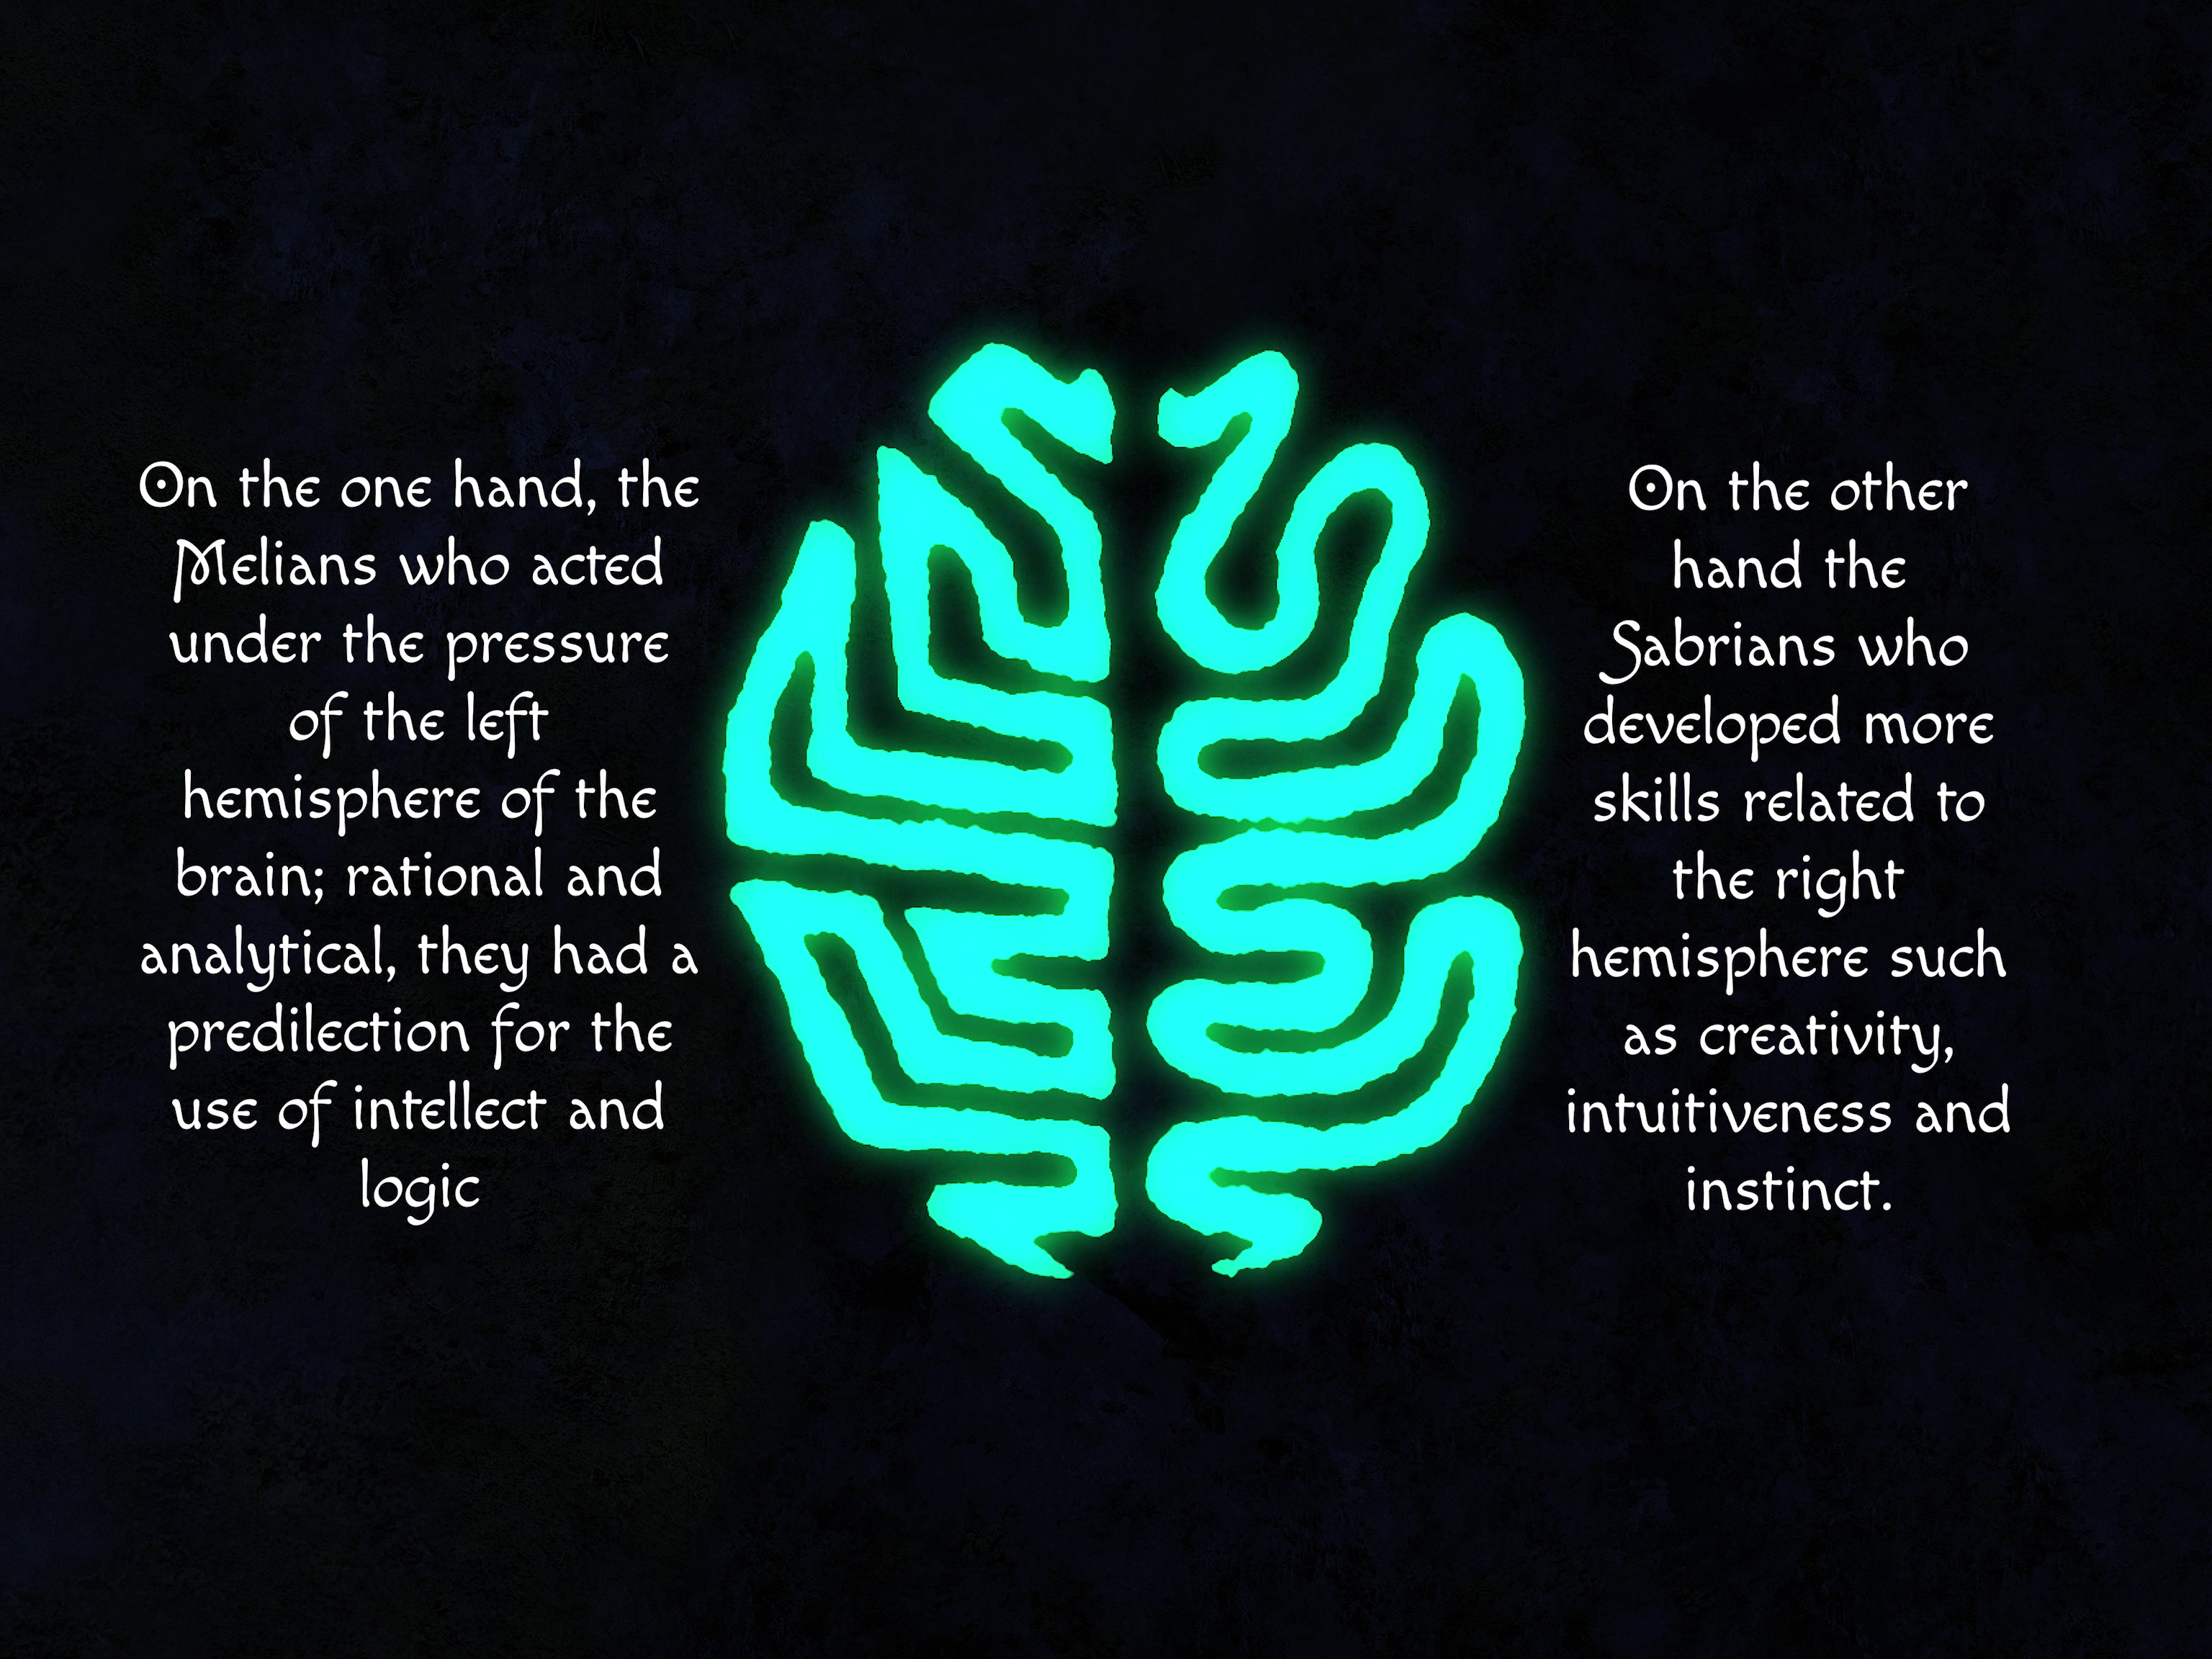 On the one hand, the
Melians who acted
under the pressure
of the left
hemisphere of the
brain; rational and
analytical, they had a
predilection for the
use of intellect and
logic
On the other
hand the
Sabrians who
developed more
skills related to
the right
hemisphere such
as creativity,
intuitiveness and
instinct.